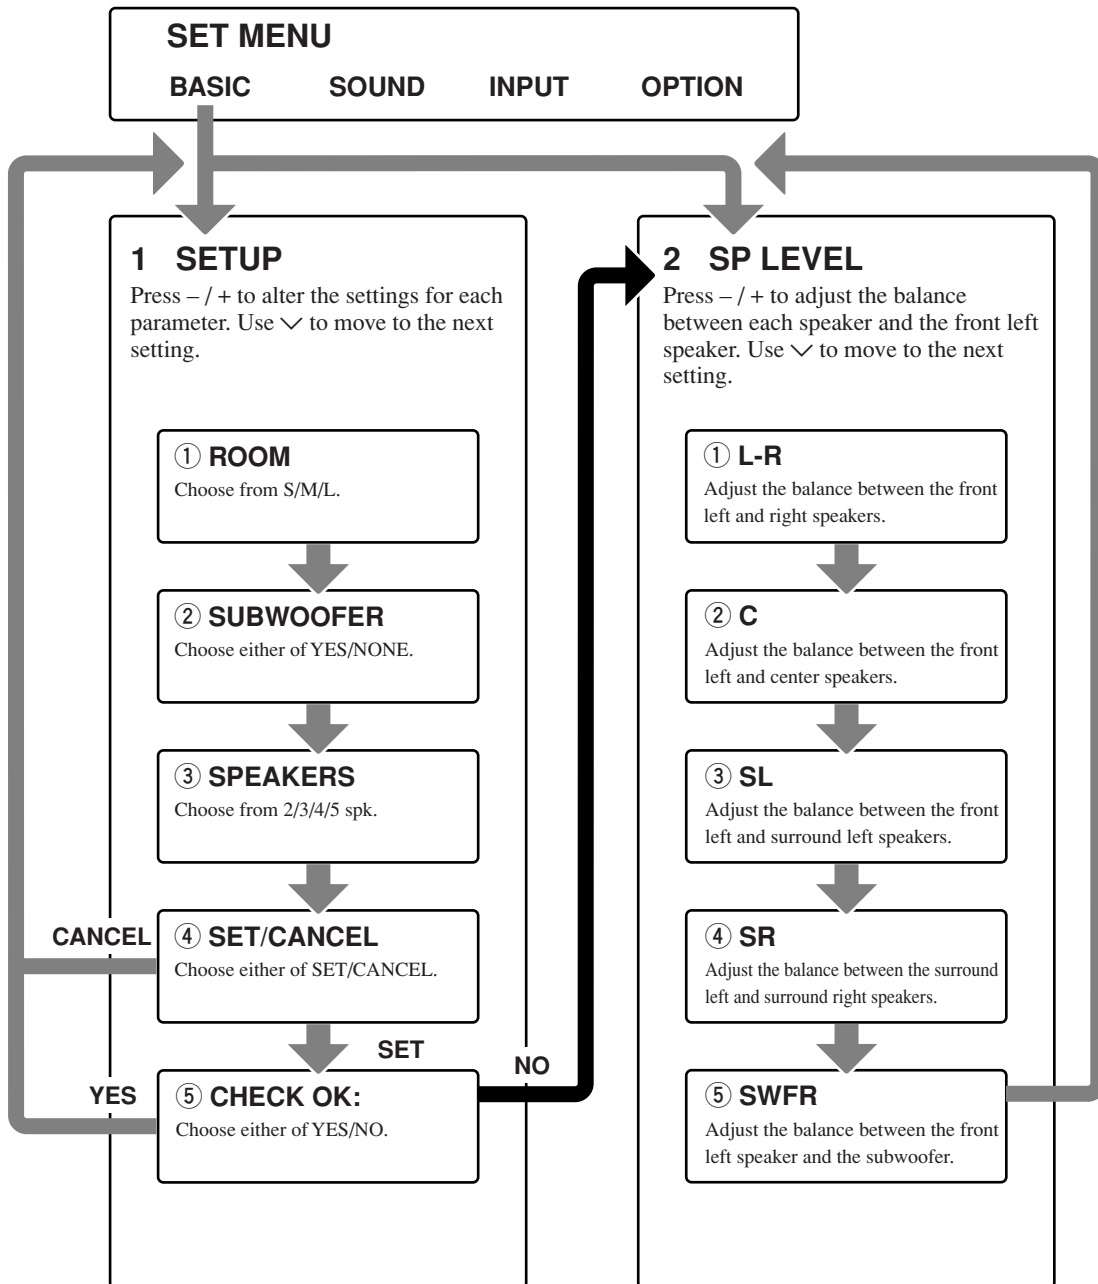 SET MENU
BASIC SOUND INPUT OPTION
1 SETUP
Press – / + to alter the settings for each
parameter. Use ∨ to move to the next
setting.
① ROOM
Choose from S/M/L.
② SUBWOOFER
Choose either of YES/NONE.
③ SPEAKERS
Choose from 2/3/4/5 spk.
CANCEL
④ SET/CANCEL
Choose either of SET/CANCEL.
SET
NO
YES
⑤ CHECK OK:
Choose either of YES/NO.
2 SP LEVEL
Press – / + to adjust the balance
between each speaker and the front left
speaker. Use ∨ to move to the next
setting.
① L-R
Adjust the balance between the front
left and right speakers.
② C
Adjust the balance between the front
left and center speakers.
③ SL
Adjust the balance between the front
left and surround left speakers.
④ SR
Adjust the balance between the surround
left and surround right speakers.
⑤ SWFR
Adjust the balance between the front
left speaker and the subwoofer.